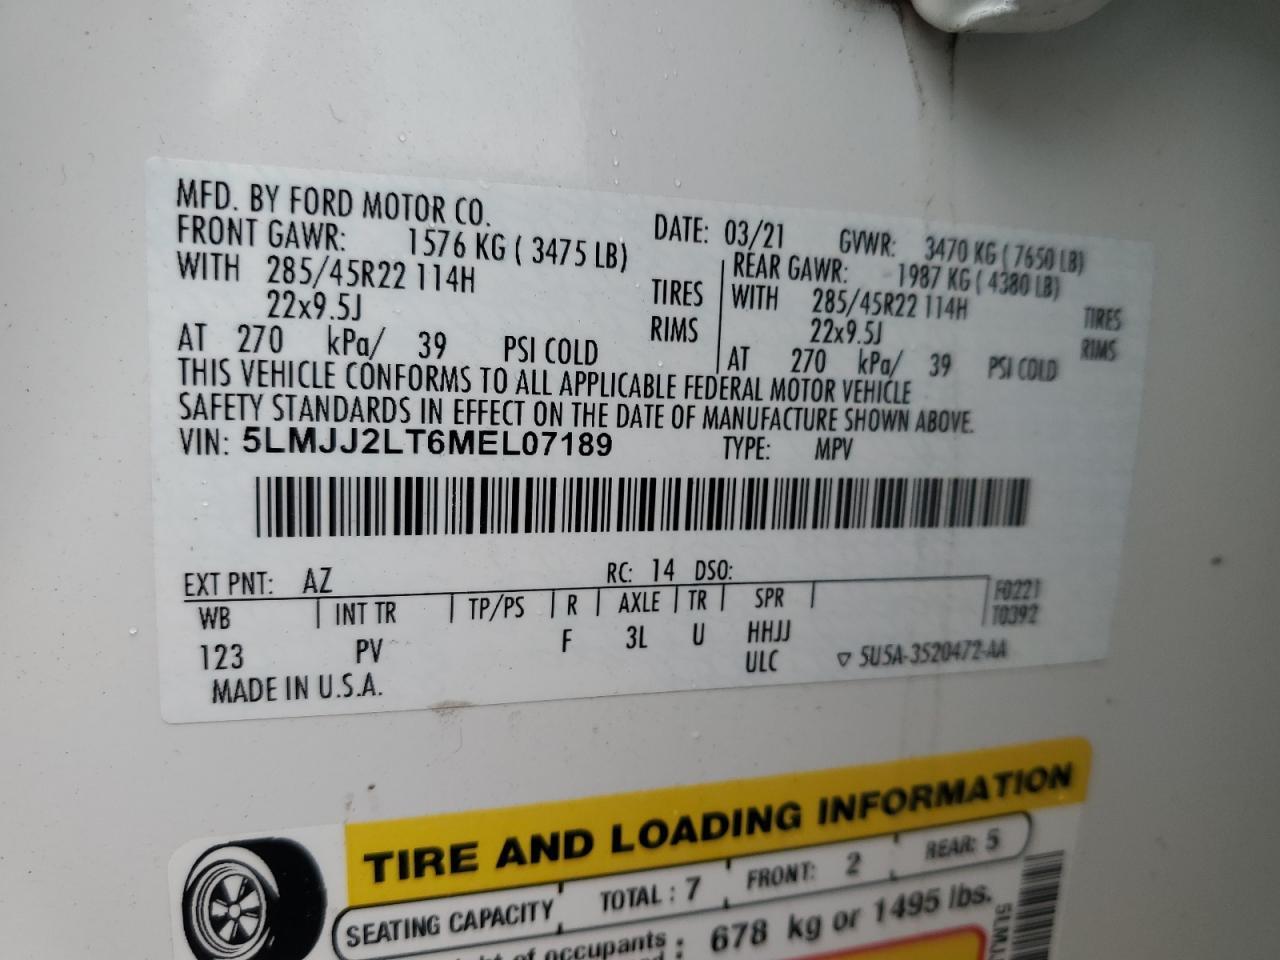 MFD. BY FORD MOTOR CO.
DATE: 03/21 GVWR: 3470 KG ( 7650 LB)
FRONT GAWR: 1576 KG ( 3475 LB)
WITH 285/45R22 114H TIRES
22x9.5J RIMS
AT 270 kPa/ 39 PSI COLD
REAR GAWR: 1987 KG ( 4380 LB)
WITH 285/45R22 114H TIRES
22x9.5J RIMS
AT 270 kPa/ 39 PSI COLD
THIS VEHICLE CONFORMS TO ALL APPLICABLE FEDERAL MOTOR VEHICLE
SAFETY STANDARDS IN EFFECT ON THE DATE OF MANUFACTURE SHOWN ABOVE.
VIN: 5LMJJ2LT6MEL07189 TYPE: MPV
EXT PNT: AZ RC: 14 DSO:
WB INT TR TP/PS R AXLE TR SPR F0221
T0392
123 PV F 3L U HHJJ
ULC ▽ 5U5A-3520472-AA
MADE IN U.S.A.
TIRE AND LOADING INFORMATION
SEATING CAPACITY TOTAL : 7 FRONT: 2 REAR: 5
of occupants : 678 kg or 1495 lbs.